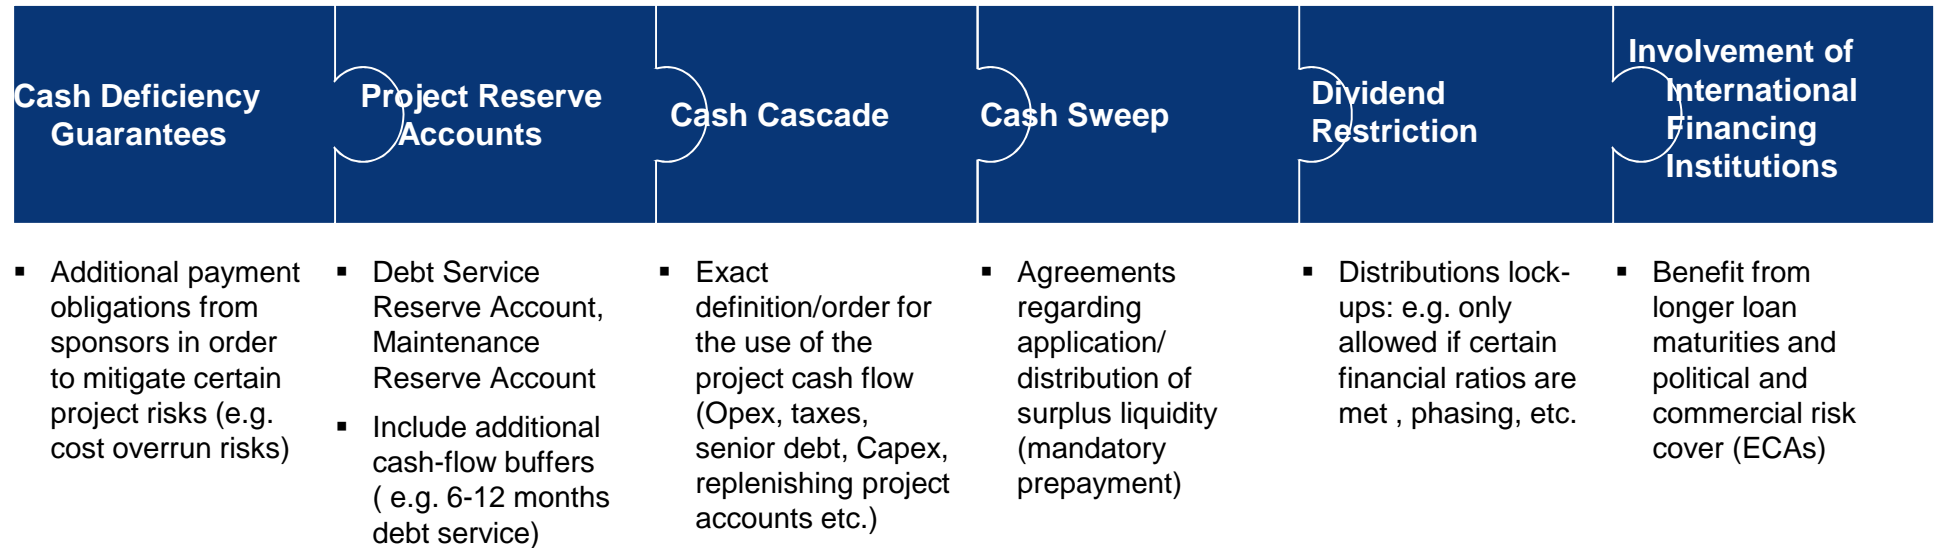 Cash Deficiency
Guarantees
Project Reserve
Accounts
Cash Cascade
Cash Sweep
Dividend
Restriction
Involvement of
International
Financing
Institutions
▪ Additional payment
obligations from
sponsors in order
to mitigate certain
project risks (e.g.
cost overrun risks)
▪ Debt Service
Reserve Account,
Maintenance
Reserve Account
▪ Include additional
cash-flow buffers
( e.g. 6-12 months
debt service)
▪ Exact
definition/order for
the use of the
project cash flow
(Opex, taxes,
senior debt, Capex,
replenishing project
accounts etc.)
▪ Agreements
regarding
application/
distribution of
surplus liquidity
(mandatory
prepayment)
▪ Distributions lock-
ups: e.g. only
allowed if certain
financial ratios are
met , phasing, etc.
▪ Benefit from
longer loan
maturities and
political and
commercial risk
cover (ECAs)